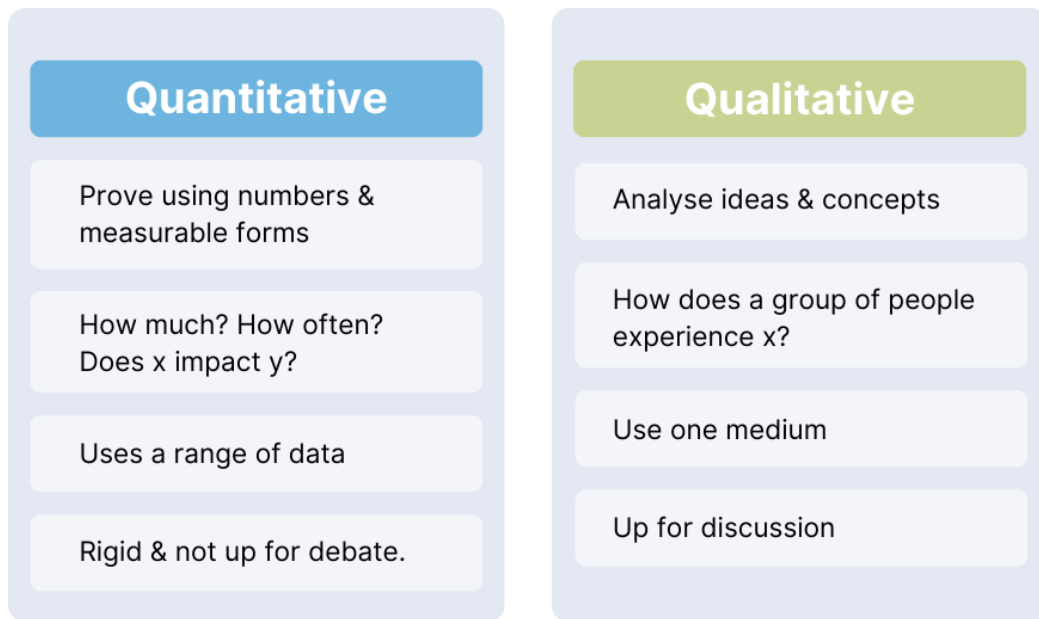 Quantitative
Prove using numbers &
measurable forms
How much? How often?
Does x impact y?
Uses a range of data
Rigid & not up for debate.
Qualitative
Analyse ideas & concepts
How does a group of people
experience x?
Use one medium
Up for discussion